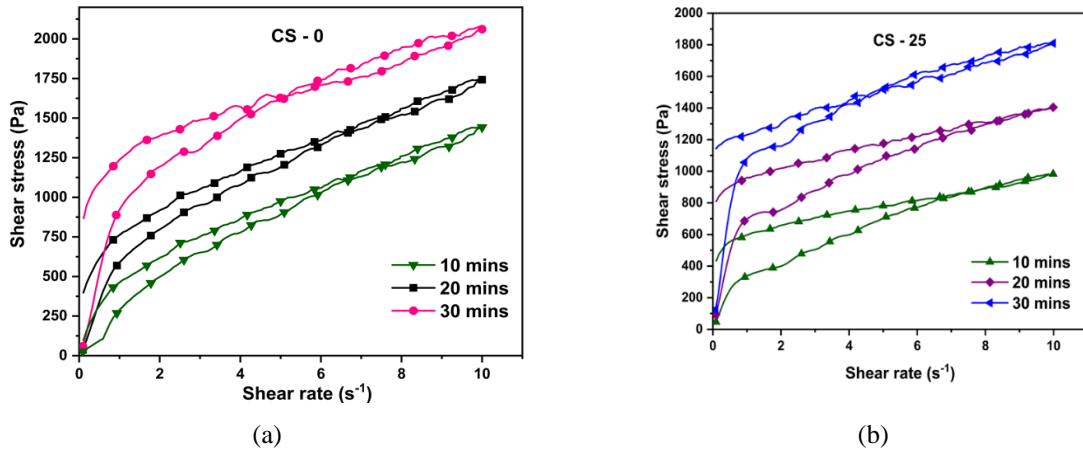 CS - 0
Shear stress (Pa)
2000
1750
1500
1250
1000
750
500
250
0
0 2 4 6 8 10
Shear rate (s⁻¹)
10 mins
20 mins
30 mins
(a)
CS - 25
Shear stress (Pa)
2000
1800
1600
1400
1200
1000
800
600
400
200
0
0 2 4 6 8 10
Shear rate (s⁻¹)
10 mins
20 mins
30 mins
(b)